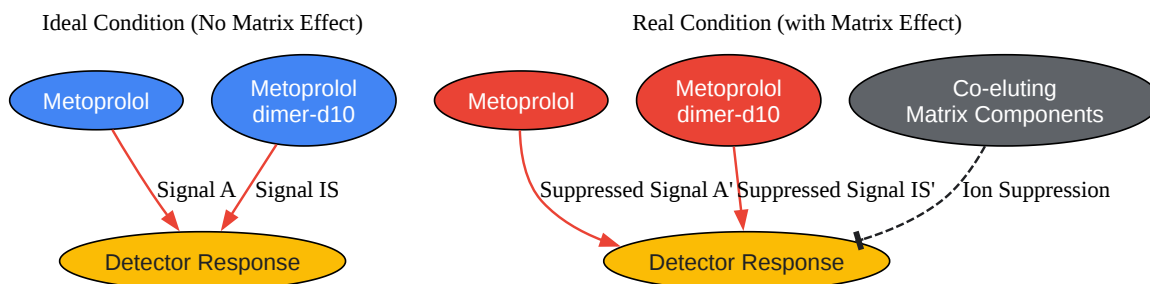 Ideal Condition (No Matrix Effect)
Metoprolol
Metoprolol
dimer-d10
Signal A
Signal IS
Detector Response
Real Condition (with Matrix Effect)
Metoprolol
Metoprolol
dimer-d10
Co-eluting
Matrix Components
Suppressed Signal A'
Suppressed Signal IS'
Ion Suppression
Detector Response